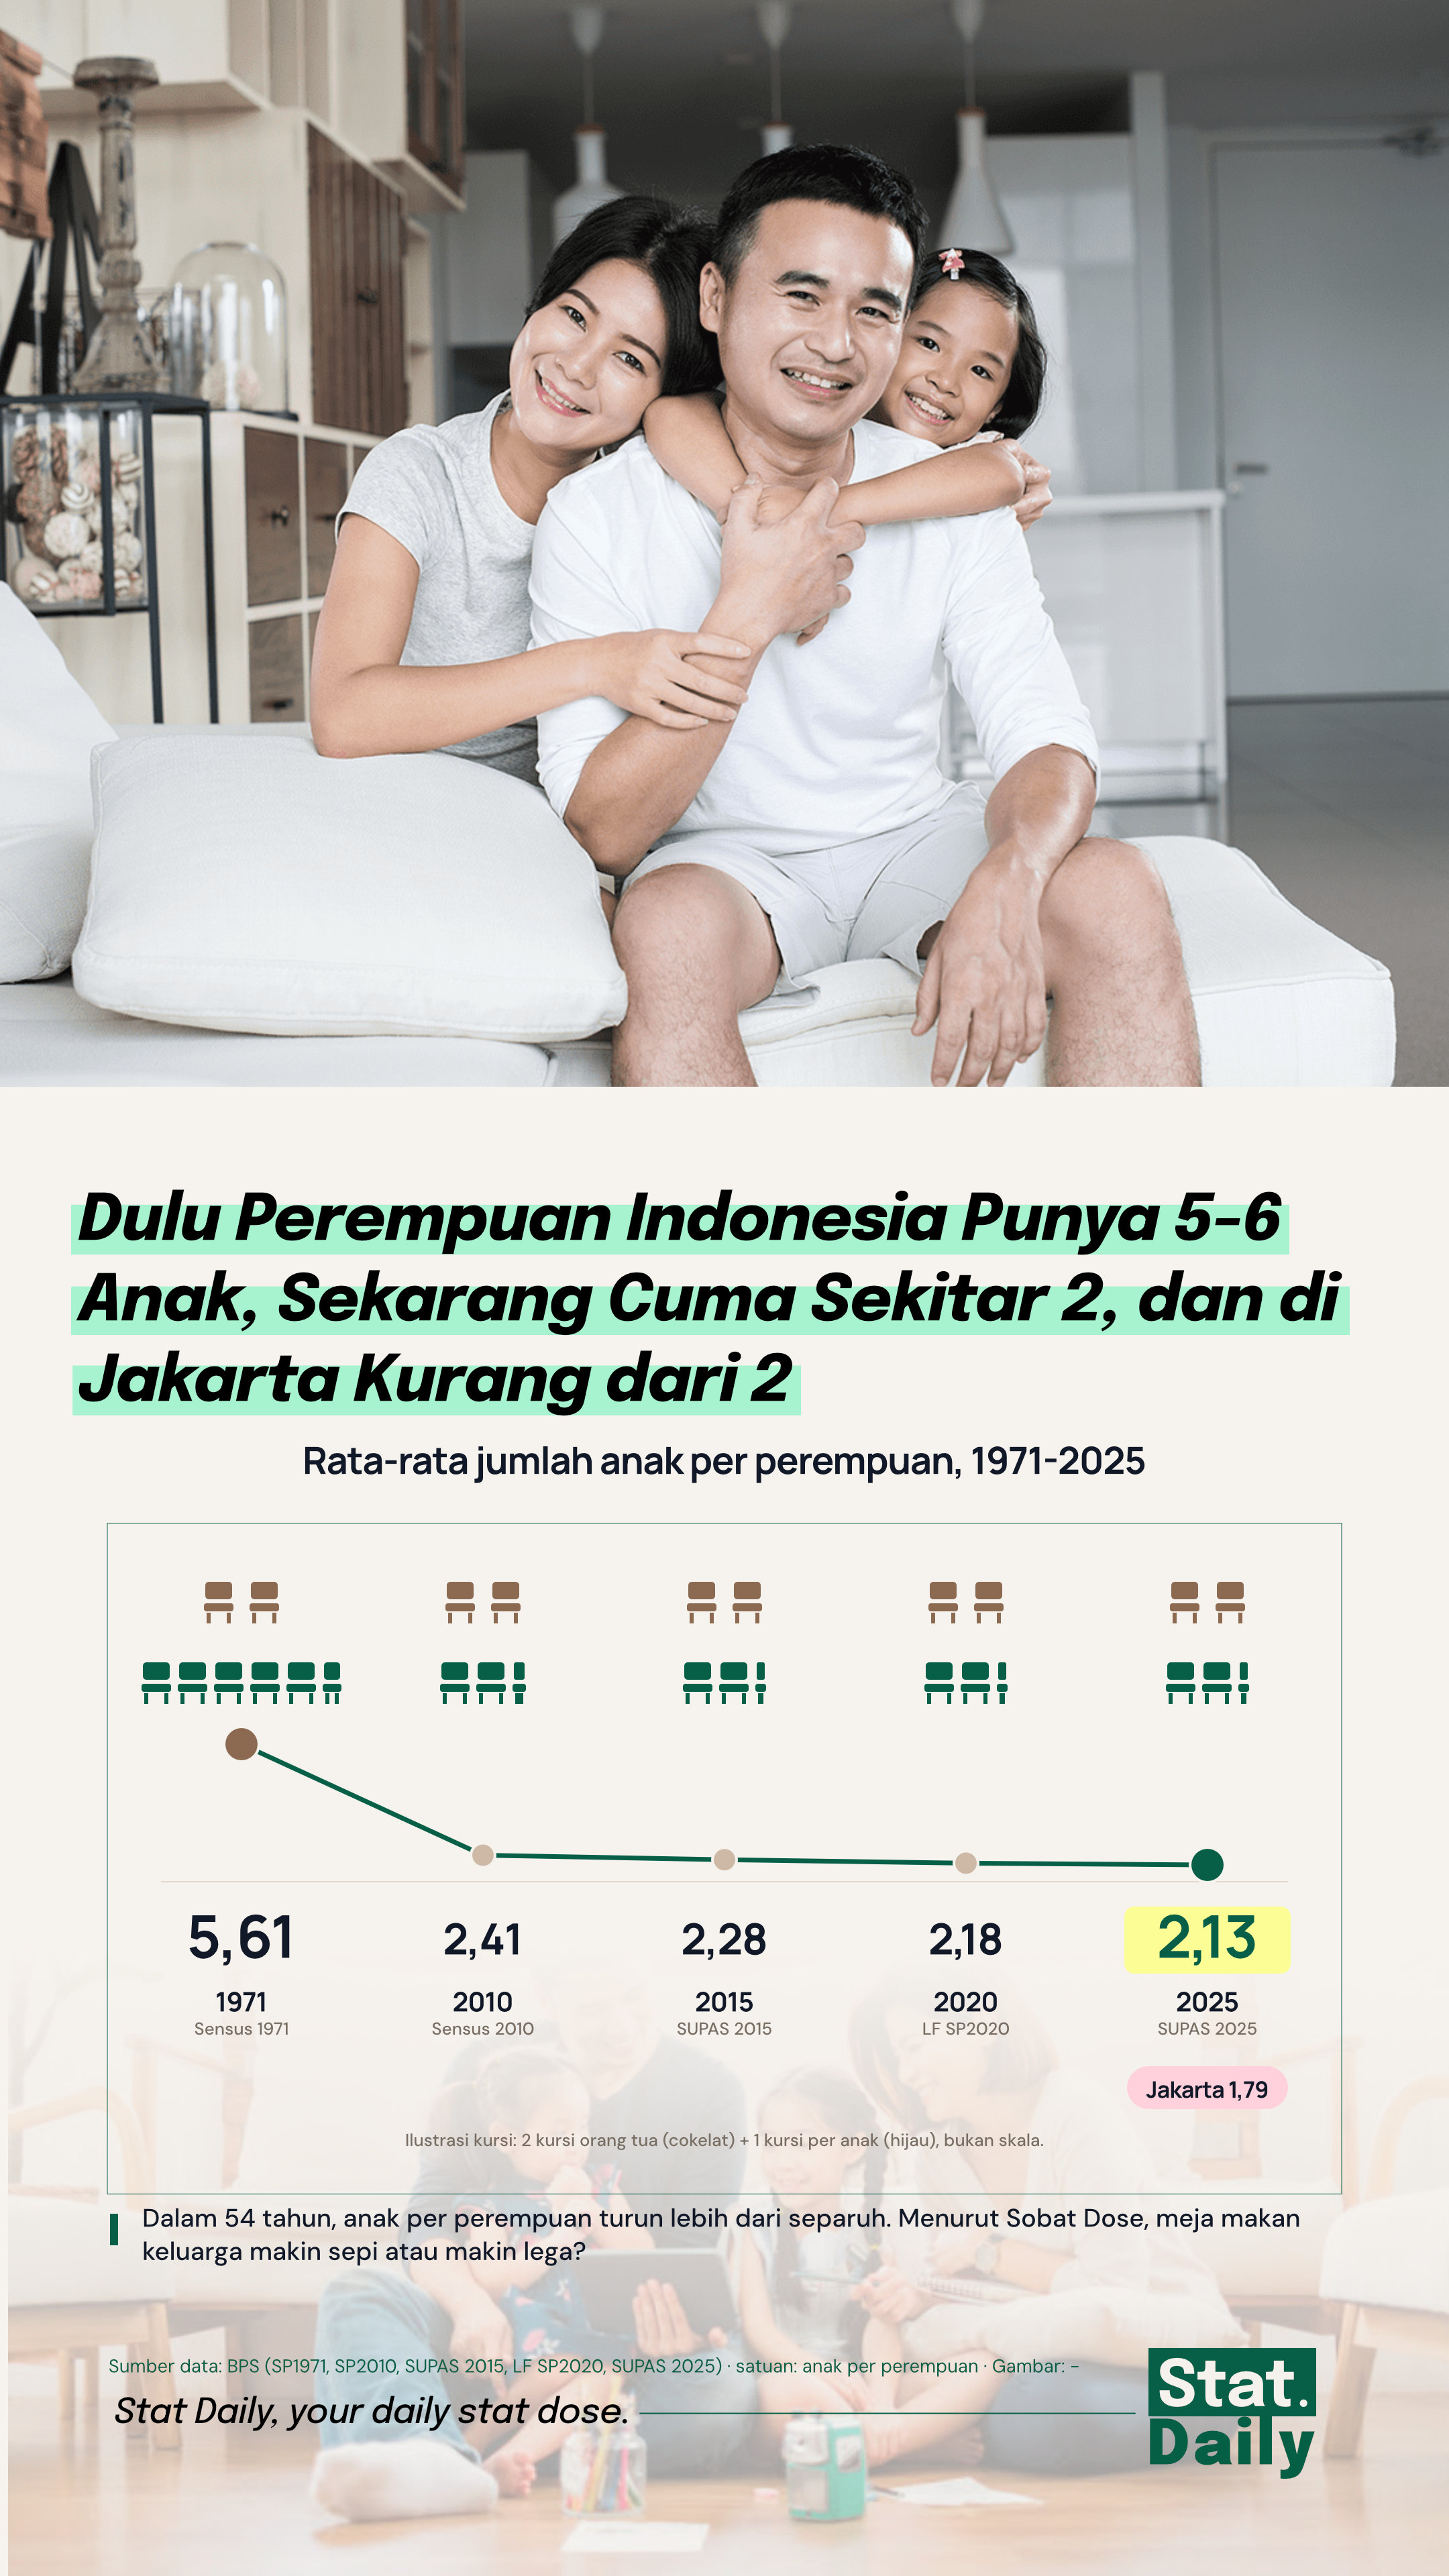 Dulu Perempuan Indonesia Punya 5–6
Anak, Sekarang Cuma Sekitar 2, dan di
Jakarta Kurang dari 2
Rata-rata jumlah anak per perempuan, 1971-2025
5,61
2,41
2,28
2,18
2,13
1971
2010
2015
2020
2025
Sensus 1971
Sensus 2010
SUPAS 2015
LF SP2020
SUPAS 2025
Jakarta 1,79
Ilustrasi kursi: 2 kursi orang tua (cokelat) + 1 kursi per anak (hijau), bukan skala.
Dalam 54 tahun, anak per perempuan turun lebih dari separuh. Menurut Sobat Dose, meja makan
keluarga makin sepi atau makin lega?
Sumber data: BPS (SP1971, SP2010, SUPAS 2015, LF SP2020, SUPAS 2025) · satuan: anak per perempuan · Gambar: -
Stat Daily, your daily stat dose.
Stat.
Daily